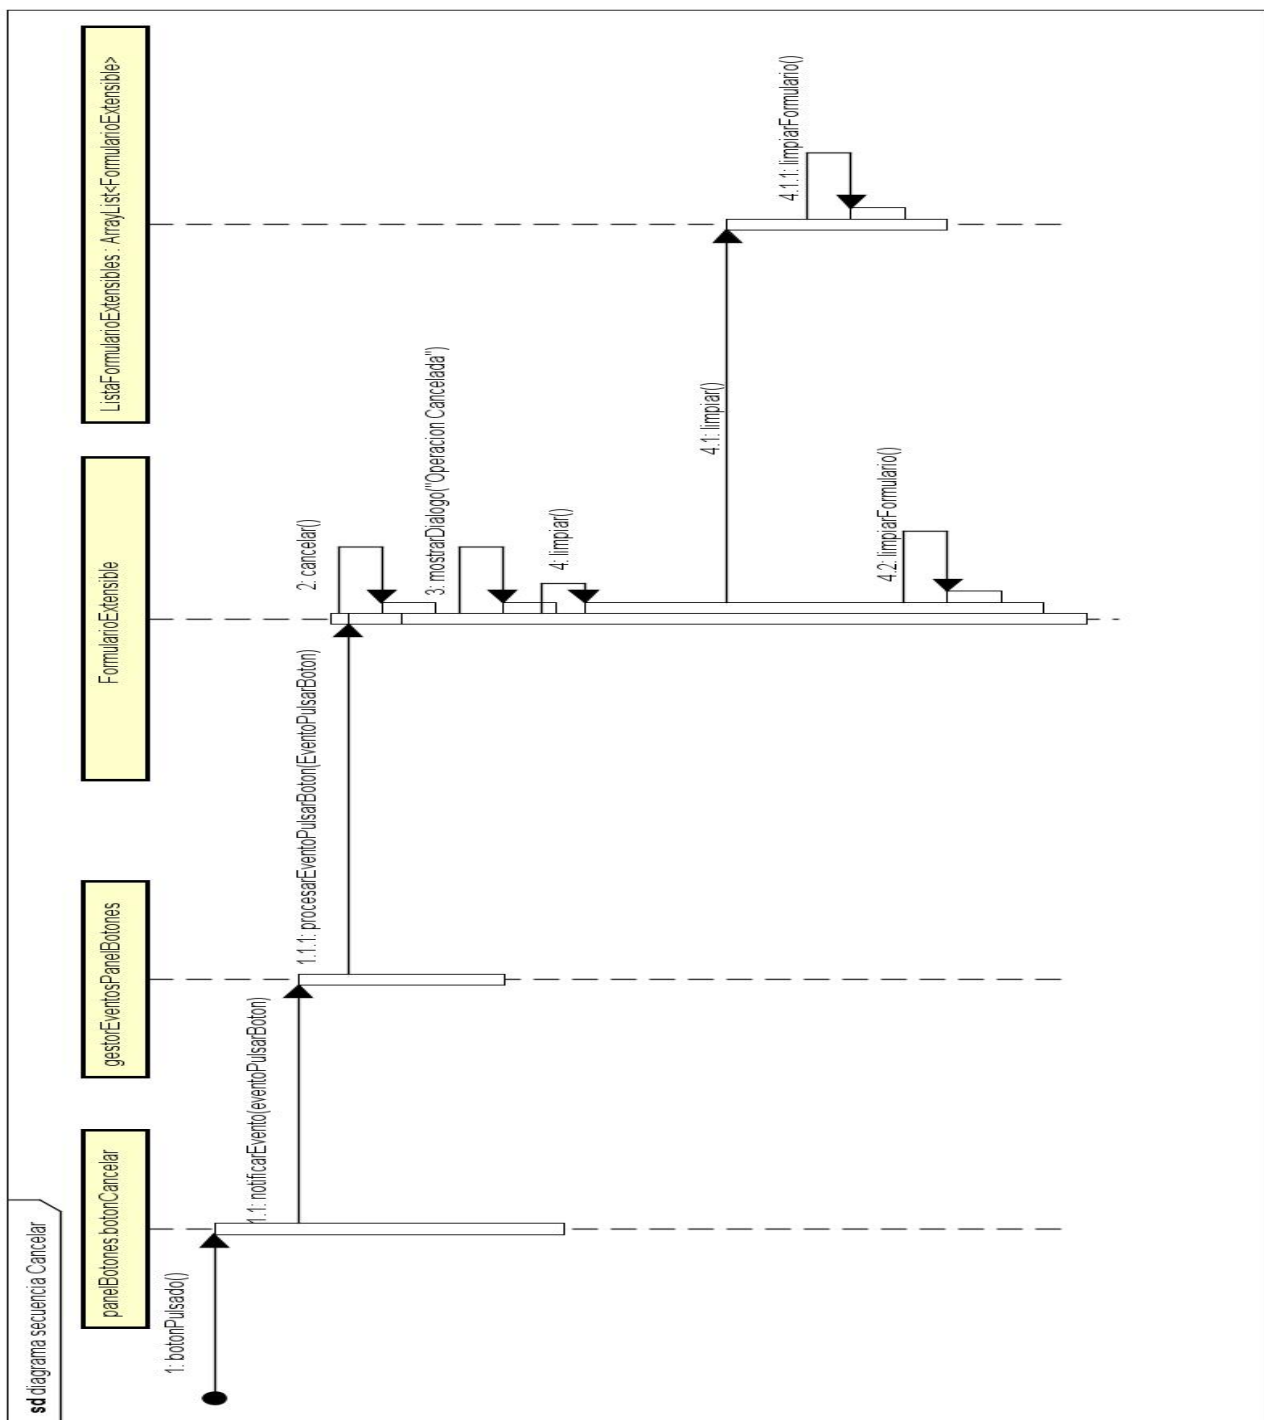 sd diagrama secuencia Cancelar
panelBotones.botonCancelar
gestorEventosPanelBotones
FormularioExtensible
ListaFormularioExtensibles : ArrayList<FormularioExtensible>
1: botonPulsado()
1.1: notificarEvento(eventoPulsarBoton)
1.1.1: procesarEventoPulsarBoton(EventoPulsarBoton)
2: cancelar()
3: mostrarDialogo("Operacion Cancelada")
4: limpiar()
4.1: limpiar()
4.1.1: limpiarFormulario()
4.2: limpiarFormulario()